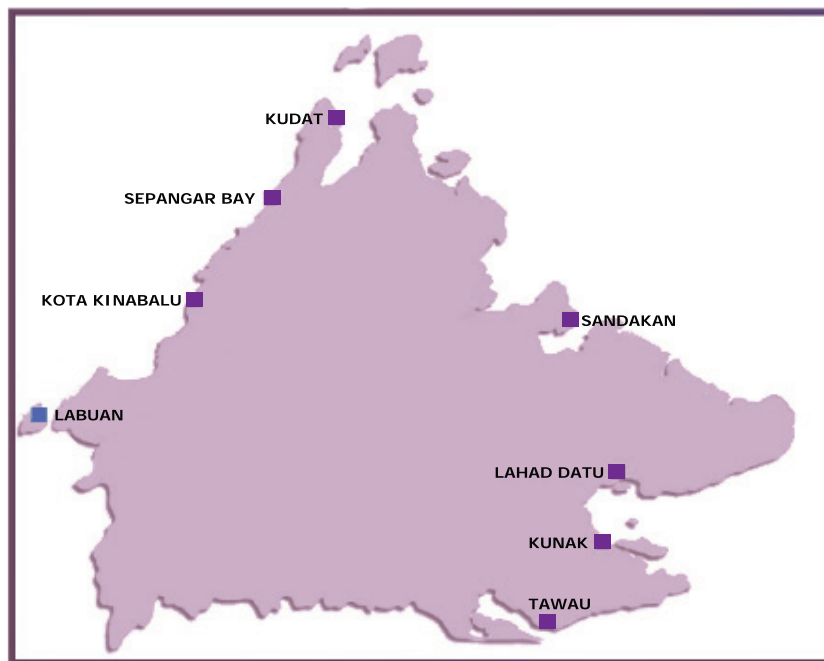 KUDAT
SEPANGAR BAY
KOTA KINABALU
SANDAKAN
LABUAN
LAHAD DATU
KUNAK
TAWAU